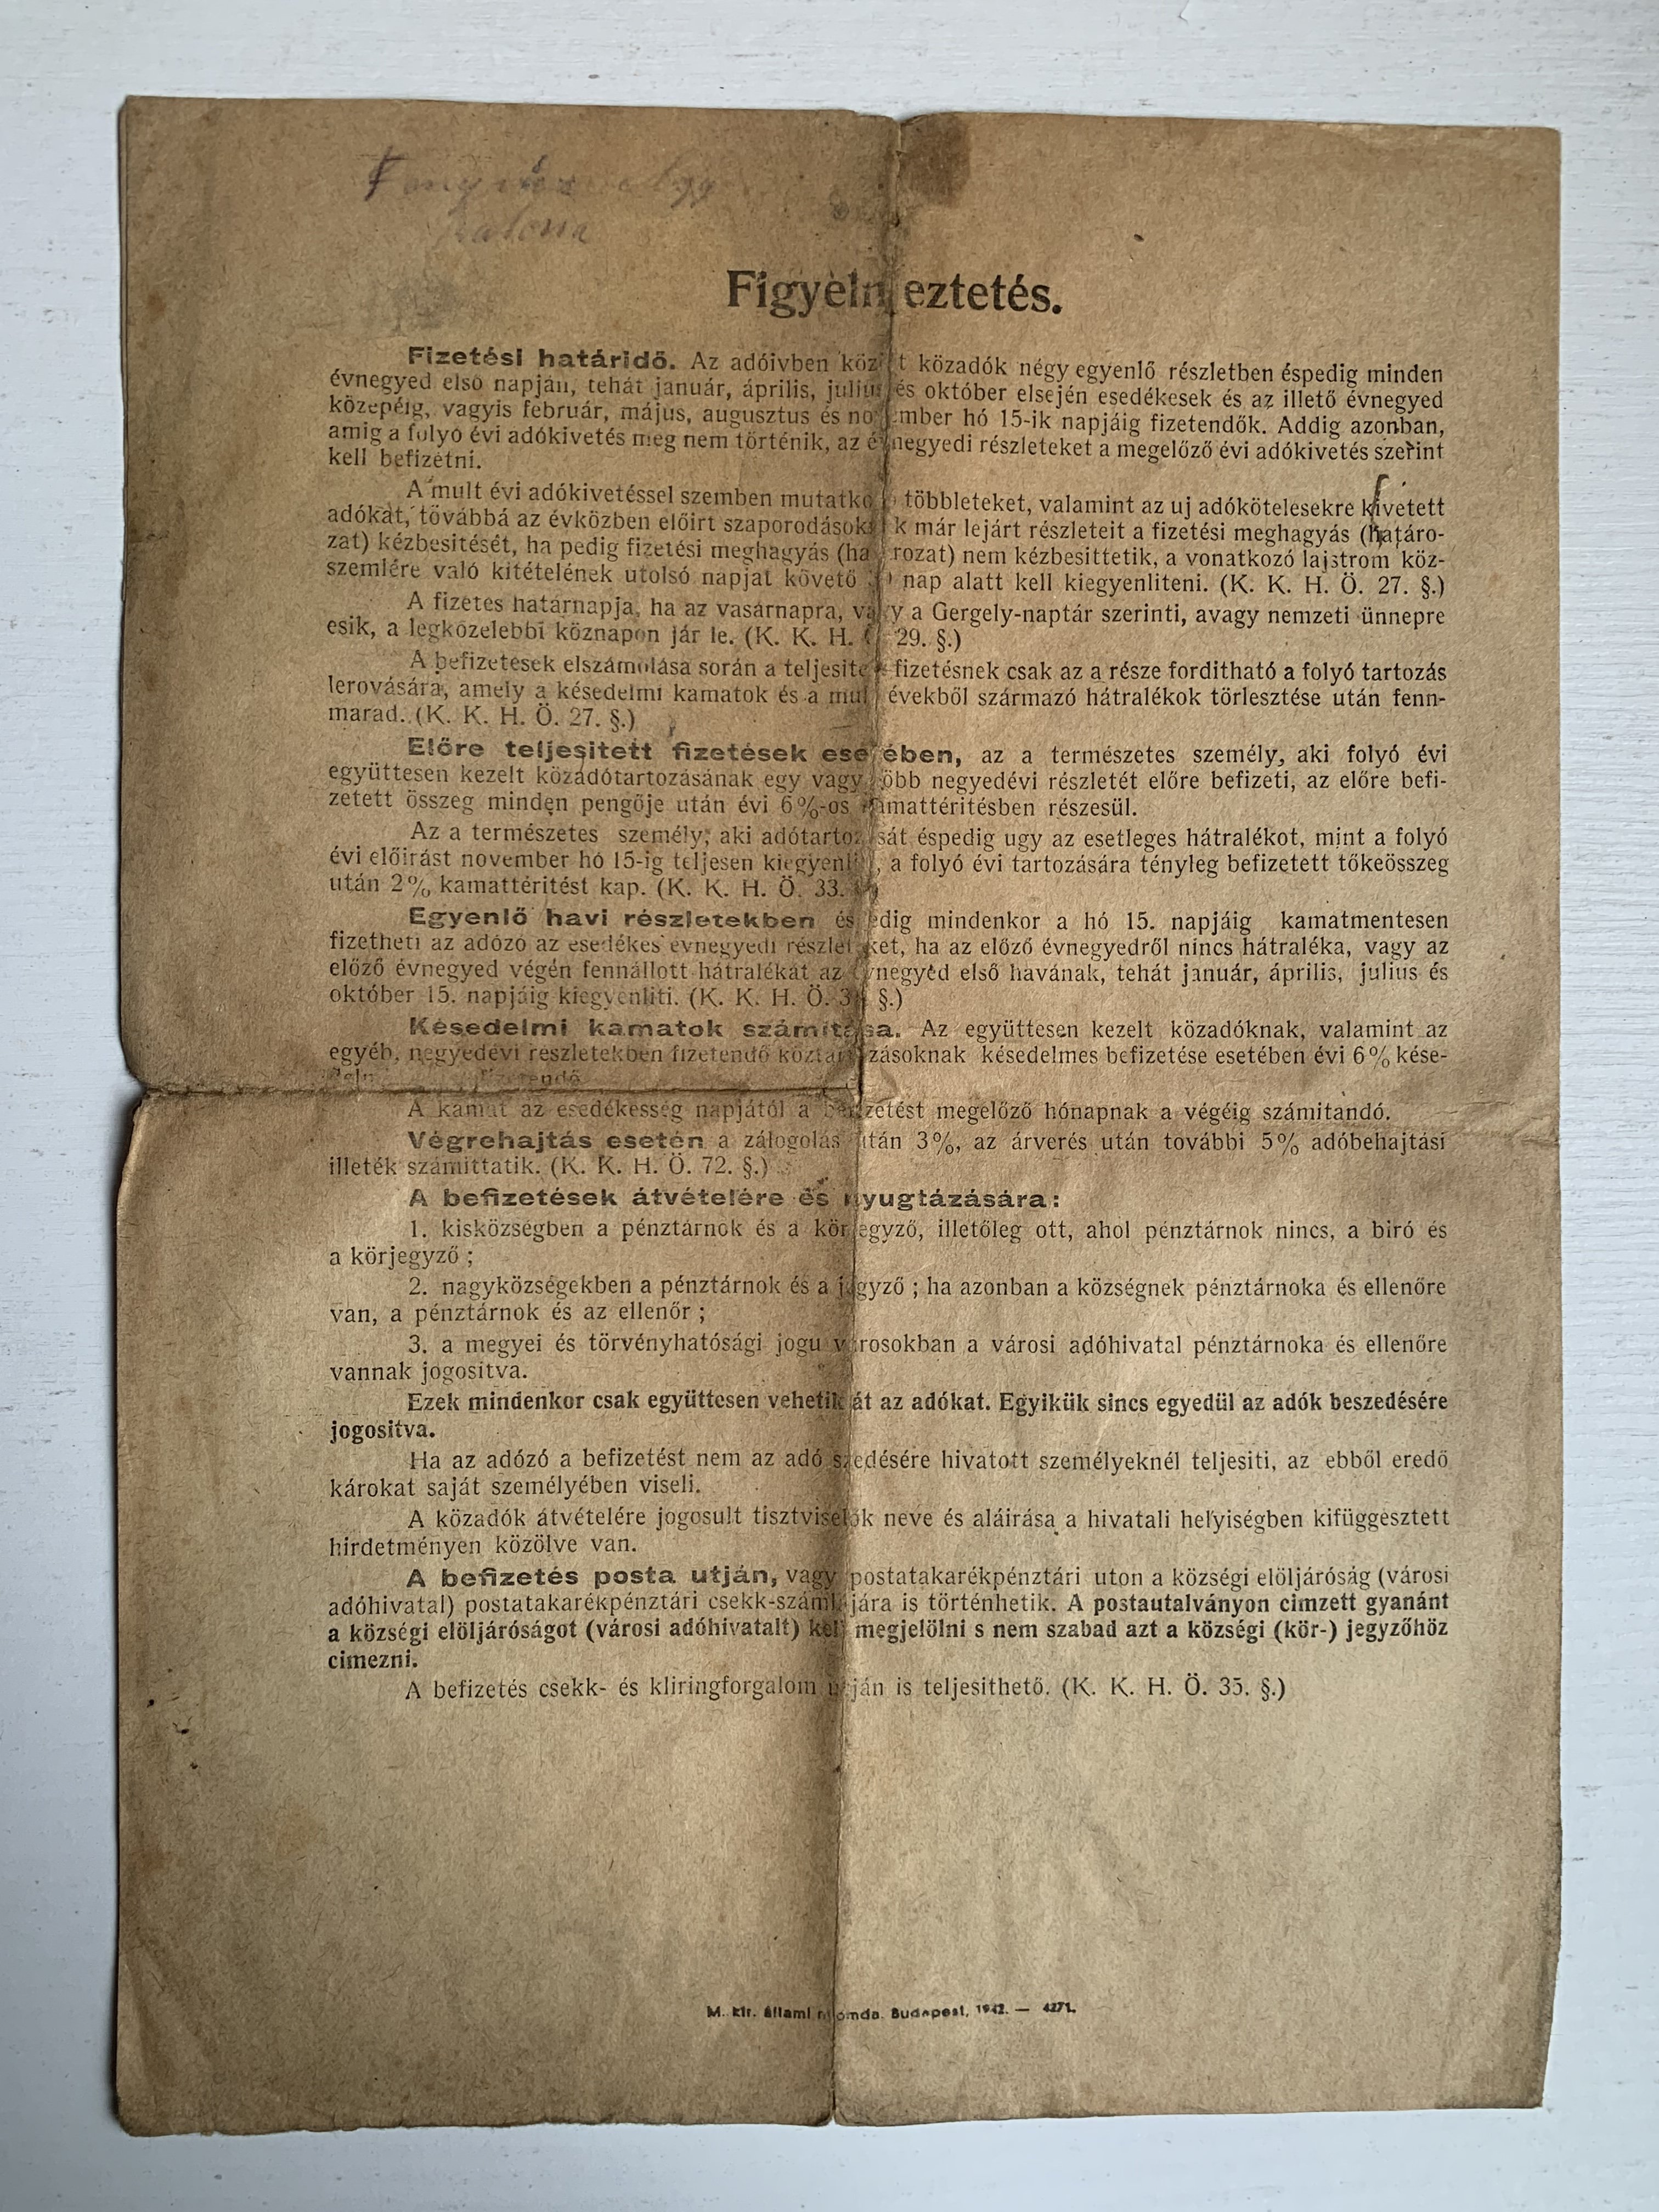 Figyelmeztetés.
Fizetési határidő. Az adóivben közölt közadók négy egyenlő részletben éspedig minden
évnegyed első napján, tehát január, április, julius és október elsején esedékesek és az illető évnegyed
közepéig, vagyis február, május, augusztus és november hó 15-ik napjáig fizetendők. Addig azonban,
amig a folyó évi adókivetés meg nem történik, az évnegyedi részleteket a megelőző évi adókivetés szerint
kell befizetni.
A mult évi adókivetéssel szemben mutatkozó többleteket, valamint az uj adókötelesekre kivetett
adókat, továbbá az évközben előirt szaporodásoknak már lejárt részleteit a fizetési meghagyás (határo-
zat) kézbesitését, ha pedig fizetési meghagyás (határozat) nem kézbesittetik, a vonatkozó lajstrom köz-
szemlére való kitételének utolsó napját követő nap alatt kell kiegyenliteni. (K. K. H. Ö. 27. §.)
A fizetés határnapja, ha az vasárnapra, vagy a Gergely-naptár szerinti, avagy nemzeti ünnepre
esik, a legközelebbi köznapon jár le. (K. K. H. Ö. 29. §.)
A befizetések elszámolása során a teljesitett fizetésnek csak az a része forditható a folyó tartozás
lerovására, amely a késedelmi kamatok és a mult évekből származó hátralékok törlesztése után fenn-
marad. (K. K. H. Ö. 27. §.)
Előre teljesitett fizetések esetében, az a természetes személy, aki folyó évi
együttesen kezelt közadótartozásának egy vagy több negyedévi részletét előre befizeti, az előre befi-
zetett összeg minden pengője után évi 6%-os kamattéritésben részesül.
Az a természetes személy, aki adótartozását éspedig ugy az esetleges hátralékot, mint a folyó
évi előirást november hó 15-ig teljesen kiegyenliti, a folyó évi tartozására tényleg befizetett tőkeösszeg
után 2% kamattéritést kap. (K. K. H. Ö. 33. §.)
Egyenlő havi részletekben éspedig mindenkor a hó 15. napjáig kamatmentesen
fizetheti az adózó az esedékes évnegyedi részleteket, ha az előző évnegyedről nincs hátraléka, vagy az
előző évnegyed végén fennállott hátralékát az évnegyed első havának, tehát január, április, julius és
október 15. napjáig kiegyenliti. (K. K. H. Ö. §.)
Késedelmi kamatok számitása. Az együttesen kezelt közadóknak, valamint az
egyéb, negyedévi részletekben fizetendő köztartozásoknak késedelmes befizetése esetében évi 6% kése-
fizetendő
A kamat az esedékesség napjától a befizetést megelőző hónapnak a végéig számitandó.
Végrehajtás esetén a zálogolás után 3%, az árverés után további 5% adóbehajtási
illeték számittatik. (K. K. H. Ö. 72. §.)
A befizetések átvételére és nyugtázására:
1. kisközségben a pénztárnok és a körjegyző, illetőleg ott, ahol pénztárnok nincs, a biró és
a körjegyző ;
2. nagyközségekben a pénztárnok és a jegyző ; ha azonban a községnek pénztárnoka és ellenőre
van, a pénztárnok és az ellenőr ;
3. a megyei és törvényhatósági jogu városokban a városi adóhivatal pénztárnoka és ellenőre
vannak jogositva.
Ezek mindenkor csak együttesen vehetik át az adókat. Egyikük sincs egyedül az adók beszedésére
jogositva.
Ha az adózó a befizetést nem az adó szedésére hivatott személyeknél teljesiti, az ebből eredő
károkat saját személyében viseli.
A közadók átvételére jogosult tisztviselők neve és aláirása a hivatali helyiségben kifüggesztett
hirdetményen közölve van.
A befizetés posta utján, vagy postatakarékpénztári uton a községi elöljáróság (városi
adóhivatal) postatakarékpénztári csekk-számlájára is történhetik. A postautalványon cimzett gyanánt
a községi elöljáróságot (városi adóhivatalt) kell megjelölni s nem szabad azt a községi (kör-) jegyzőhöz
cimezni.
A befizetés csekk- és kliringforgalom utján is teljesithető. (K. K. H. Ö. 35. §.)
M. kir. állami nyomda. Budapest, 1942. — 4271.